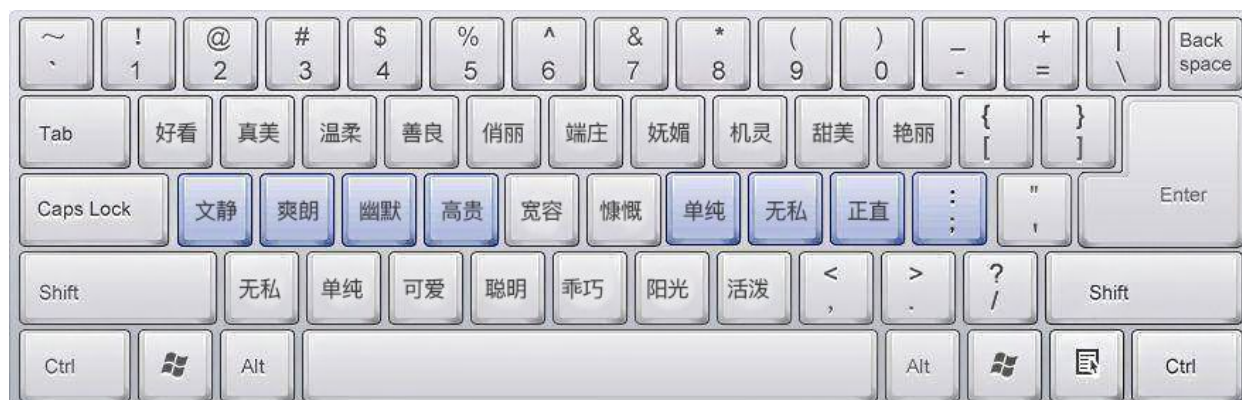 ~ ! @ # $ % ^ & * ( ) _ + | Back space
` 1 2 3 4 5 6 7 8 9 0 - = \
Tab 好看 真美 温柔 善良 俏丽 端庄 妩媚 机灵 甜美 艳丽 { [ } ]
Caps Lock 文静 爽朗 幽默 高贵 宽容 慷慨 单纯 无私 正直 : ; " ' Enter
Shift 无私 单纯 可爱 聪明 乖巧 阳光 活泼 < , > . ? / Shift
Ctrl Alt Alt Ctrl